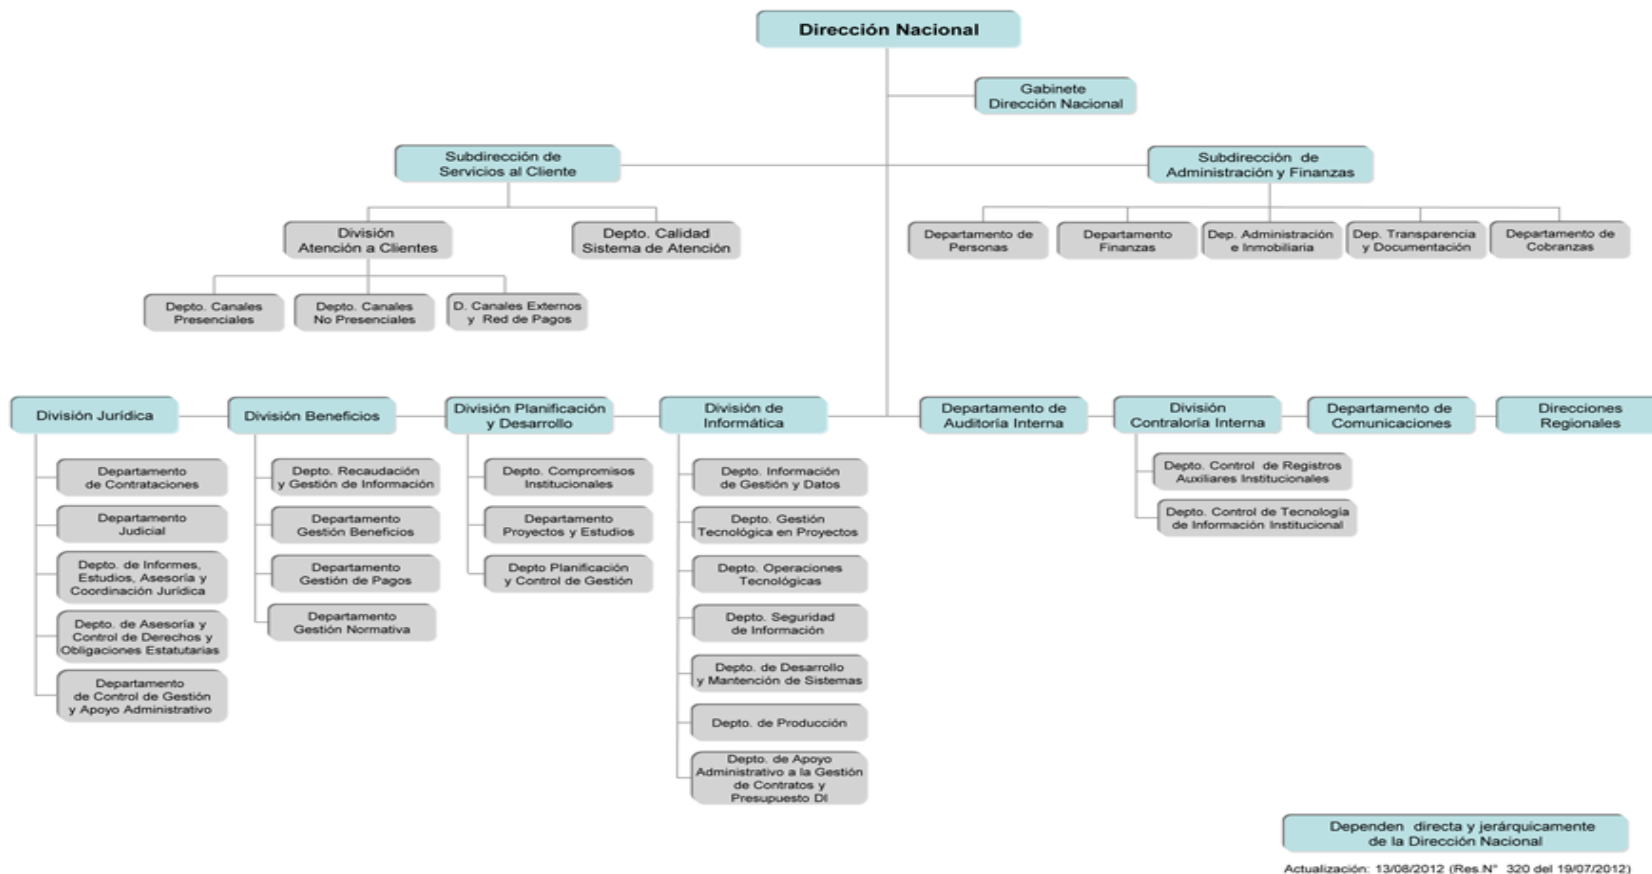 Dirección Nacional
Gabinete
Dirección Nacional
Subdirección de
Servicios al Cliente
Subdirección de
Administración y Finanzas
División
Atención a Clientes
Depto. Calidad
Sistema de Atención
Departamento de
Personas
Departamento
Finanzas
Dep. Administración
e Inmobiliaria
Dep. Transparencia
y Documentación
Departamento de
Cobranzas
Depto. Canales
Presenciales
Depto. Canales
No Presenciales
D. Canales Externos
y Red de Pagos
División Jurídica
División Beneficios
División Planificación
y Desarrollo
División de
Informática
Departamento de
Auditoría Interna
División
Contraloría Interna
Departamento de
Comunicaciones
Direcciones
Regionales
Departamento
de Contrataciones
Departamento
Judicial
Depto. de Informes,
Estudios, Asesoría y
Coordinación Jurídica
Depto. de Asesoría y
Control de Derechos y
Obligaciones Estatutarias
Departamento
de Control de Gestión
y Apoyo Administrativo
Depto. Recaudación
y Gestión de Información
Departamento
Gestión Beneficios
Departamento
Gestión de Pagos
Departamento
Gestión Normativa
Depto. Compromisos
Institucionales
Departamento
Proyectos y Estudios
Depto Planificación
y Control de Gestión
Depto. Información
de Gestión y Datos
Depto. Gestión
Tecnológica en Proyectos
Depto. Operaciones
Tecnológicas
Depto. Seguridad
de Información
Depto. de Desarrollo
y Mantención de Sistemas
Depto. de Producción
Depto. de Apoyo
Administrativo a la Gestión
de Contratos y
Presupuesto DI
Depto. Control de Registros
Auxiliares Institucionales
Depto. Control de Tecnología
de Información Institucional
Dependen directa y jerárquicamente
de la Dirección Nacional
Actualización: 13/08/2012 (Res.N° 320 del 19/07/2012)